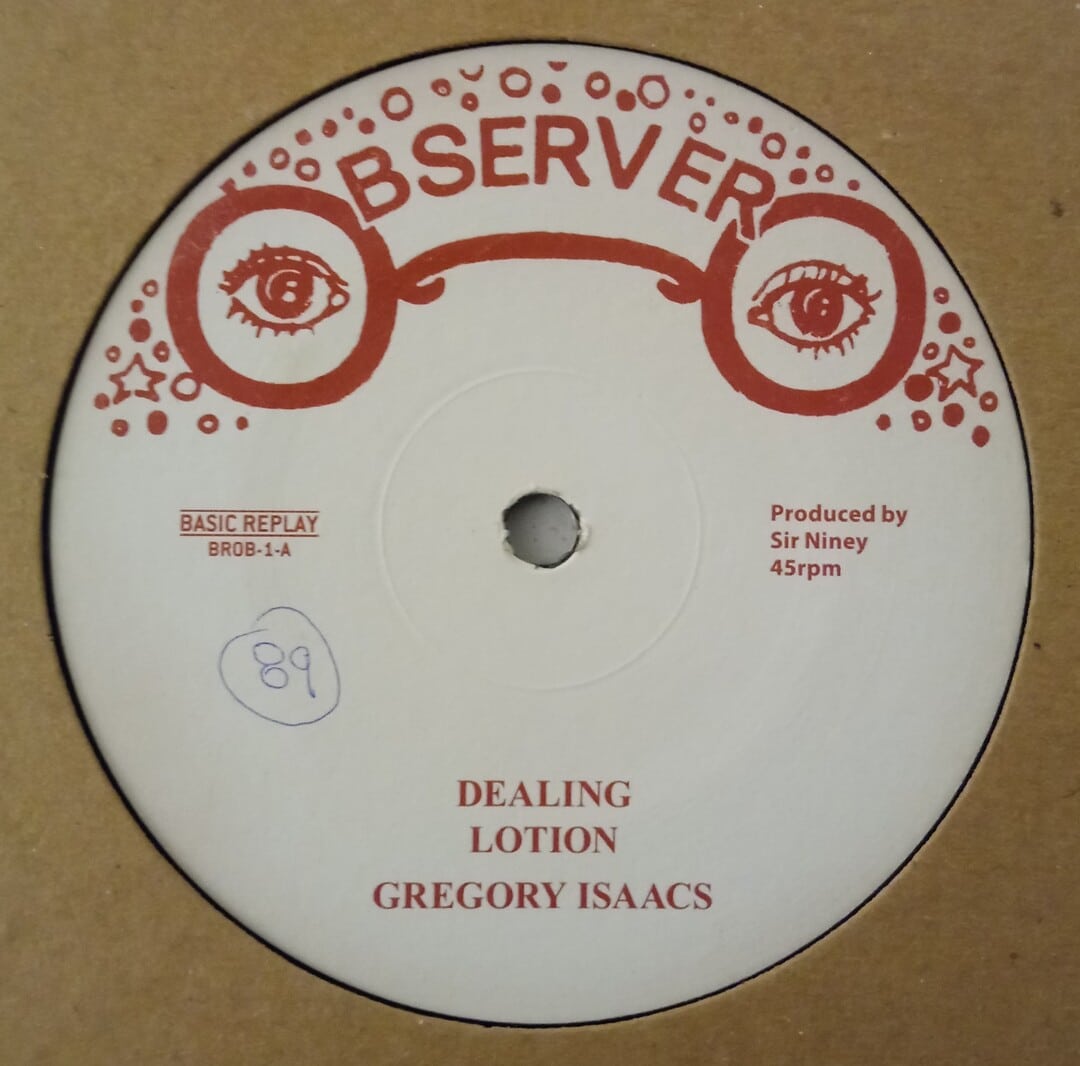 OBSERVER
BASIC REPLAY
BROB-1-A
Produced by
Sir Niney
45rpm
89
DEALING
LOTION
GREGORY ISAACS